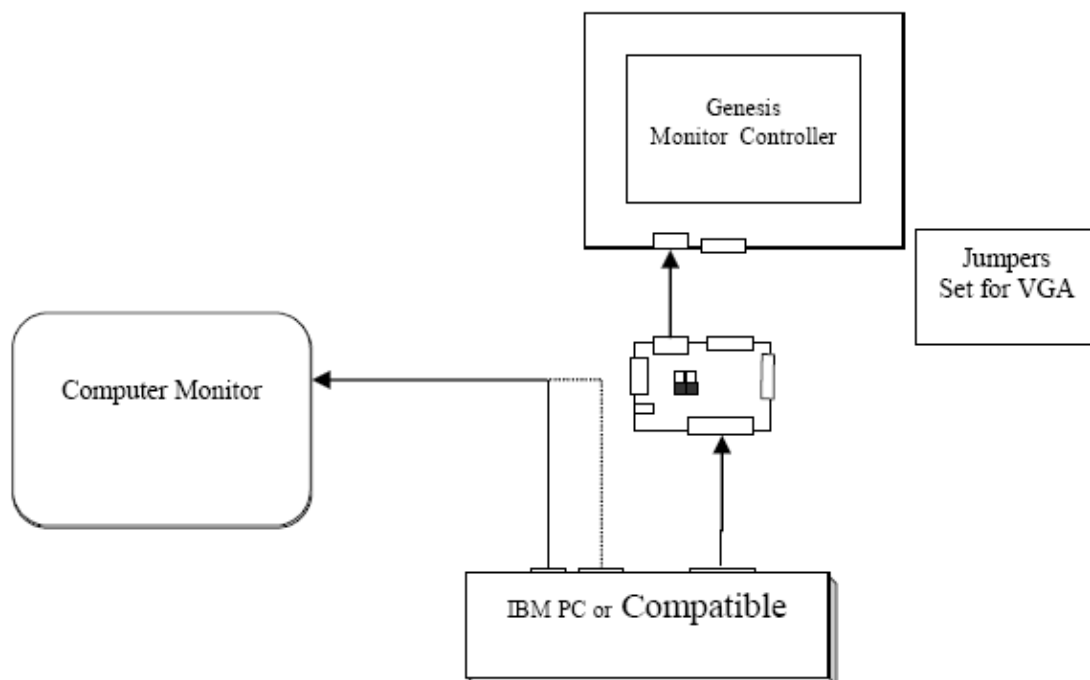 Genesis
Monitor Controller
Jumpers
Set for VGA
Computer Monitor
IBM PC or Compatible